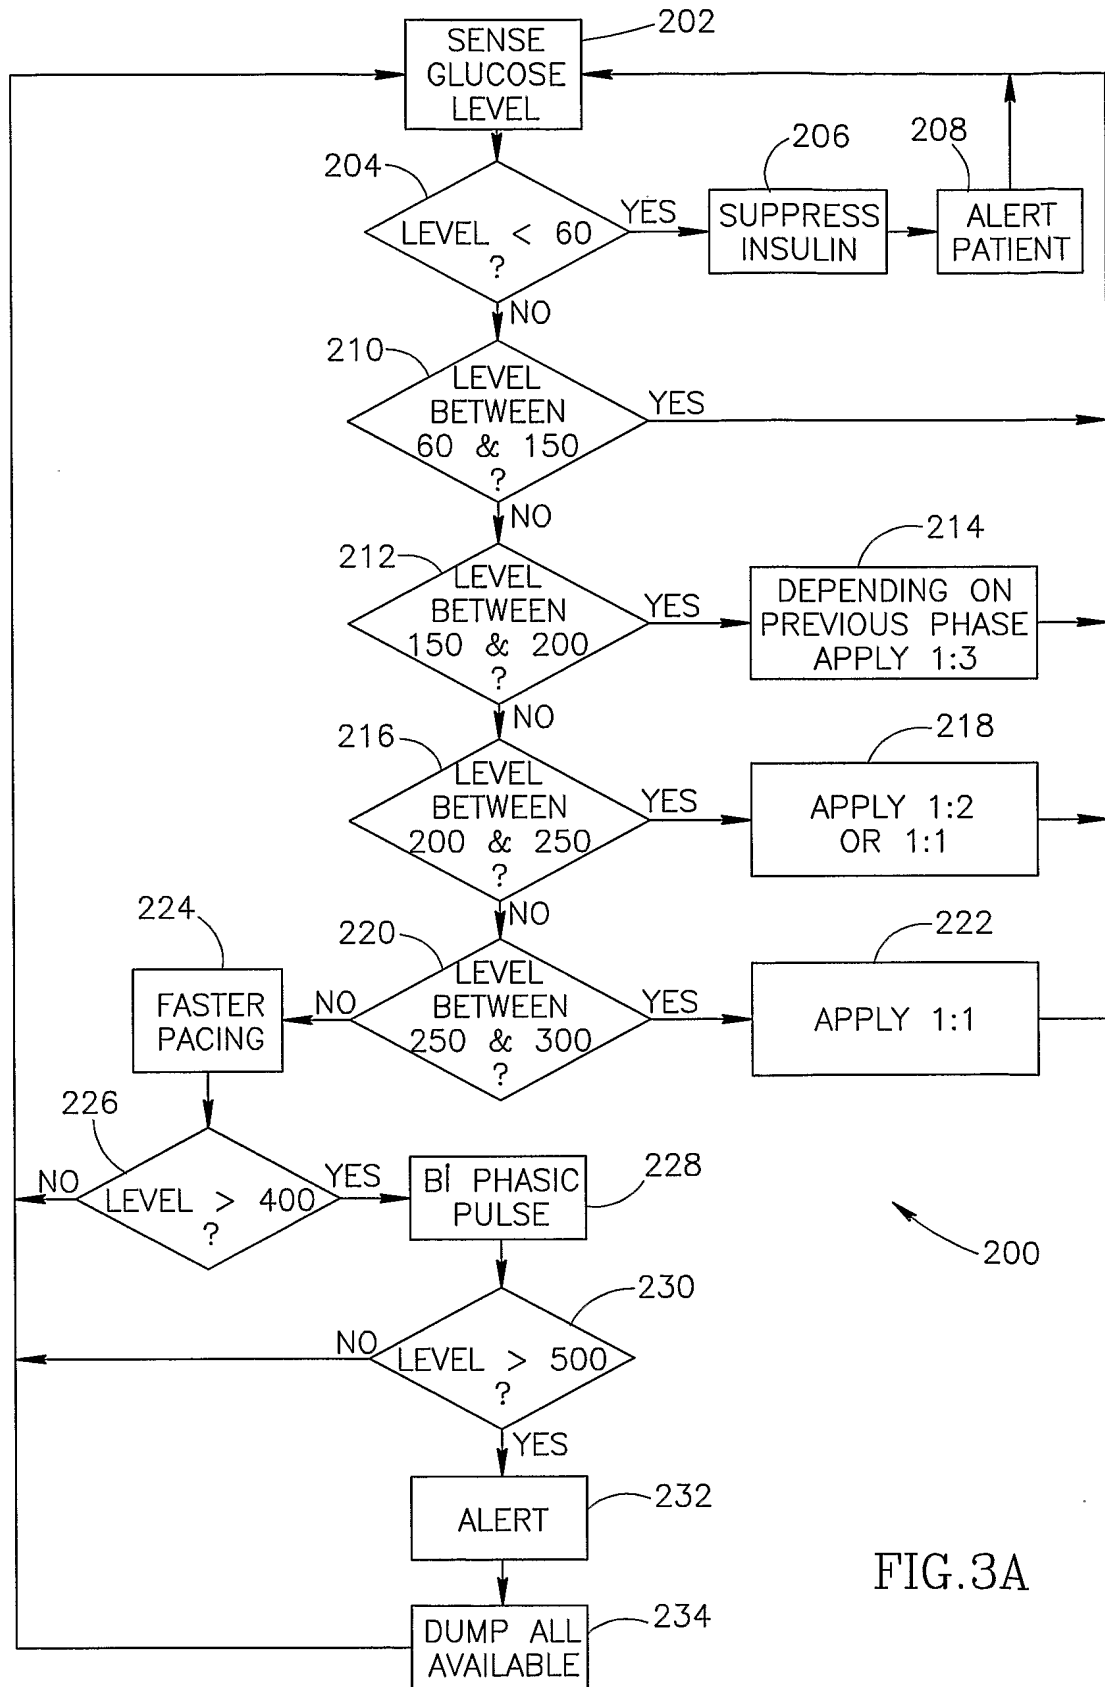 202
SENSE
GLUCOSE
LEVEL
204
LEVEL < 60
?
YES
206
SUPPRESS
INSULIN
208
ALERT
PATIENT
NO
210
LEVEL
BETWEEN
60 & 150
?
YES
NO
212
LEVEL
BETWEEN
150 & 200
?
YES
214
DEPENDING ON
PREVIOUS PHASE
APPLY 1:3
NO
216
LEVEL
BETWEEN
200 & 250
?
YES
218
APPLY 1:2
OR 1:1
NO
220
LEVEL
BETWEEN
250 & 300
?
YES
222
APPLY 1:1
NO
224
FASTER
PACING
226
LEVEL > 400
?
NO
YES
228
Bi PHASIC
PULSE
200
230
LEVEL > 500
?
NO
YES
232
ALERT
234
DUMP ALL
AVAILABLE
FIG.3A